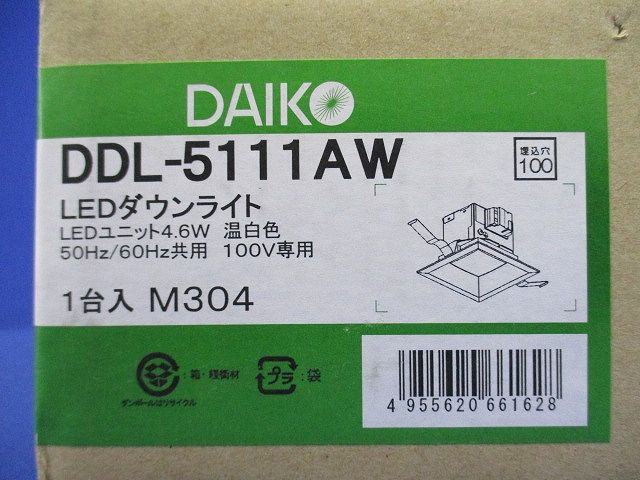 DAIKO
DDL-5111AW
埋込穴
100
LEDダウンライト
LEDユニット4.6W 温白色
50Hz/60Hz共用 100V専用
1台入 M304
:箱・緩衝材
ダンボールはリサイクル
プラ
:袋
4 955620 661628